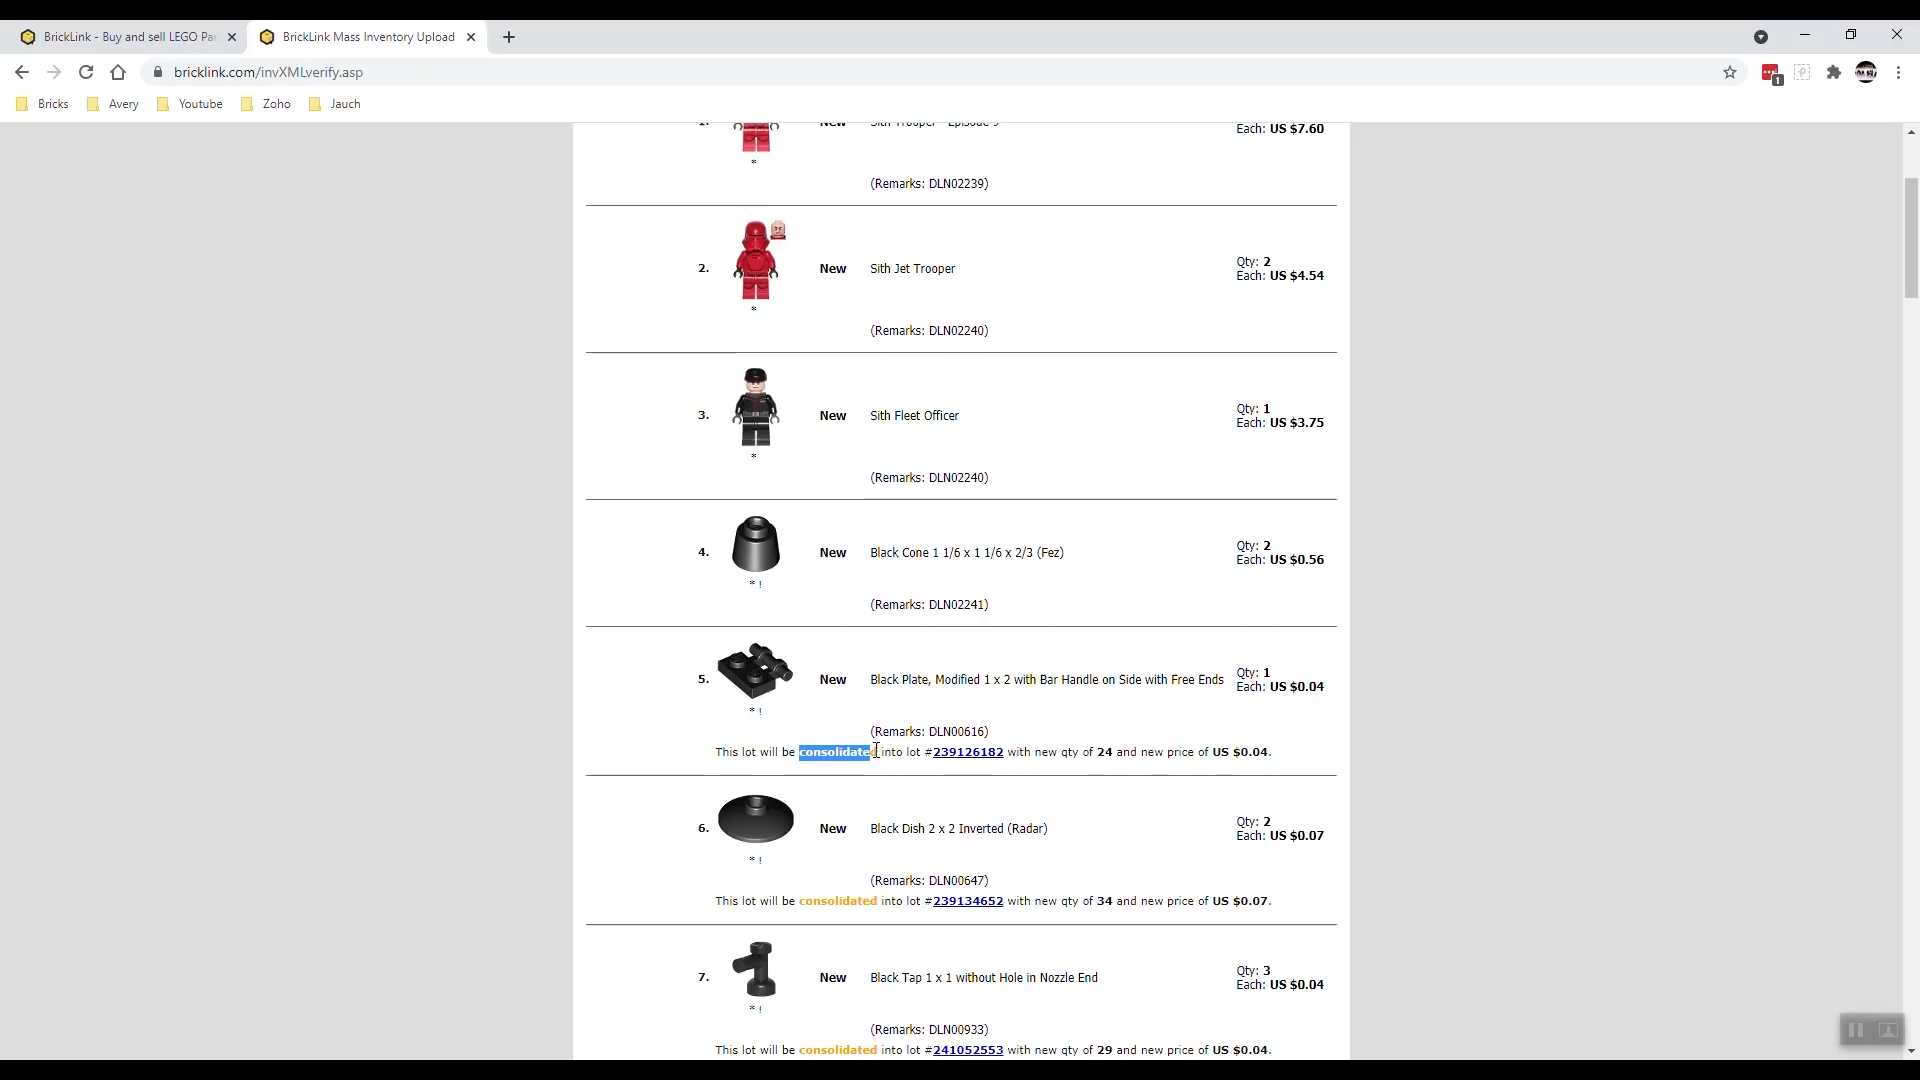 BrickLink - Buy and sell LEGO Par
BrickLink Mass Inventory Upload
bricklink.com/invXMLverify.asp
1
Bricks
Avery
Youtube
Zoho
Jauch
1.
New
Sith Trooper - Episode 9
Each: US $7.60
*
(Remarks: DLN02239)
2.
New
Sith Jet Trooper
Qty: 2
Each: US $4.54
*
(Remarks: DLN02240)
3.
New
Sith Fleet Officer
Qty: 1
Each: US $3.75
*
(Remarks: DLN02240)
4.
New
Black Cone 1 1/6 x 1 1/6 x 2/3 (Fez)
Qty: 2
Each: US $0.56
* !
(Remarks: DLN02241)
5.
New
Black Plate, Modified 1 x 2 with Bar Handle on Side with Free Ends
Qty: 1
Each: US $0.04
* !
(Remarks: DLN00616)
This lot will be consolidated into lot #239126182 with new qty of 24 and new price of US $0.04.
6.
New
Black Dish 2 x 2 Inverted (Radar)
Qty: 2
Each: US $0.07
* !
(Remarks: DLN00647)
This lot will be consolidated into lot #239134652 with new qty of 34 and new price of US $0.07.
7.
New
Black Tap 1 x 1 without Hole in Nozzle End
Qty: 3
Each: US $0.04
* !
(Remarks: DLN00933)
This lot will be consolidated into lot #241052553 with new qty of 29 and new price of US $0.04.